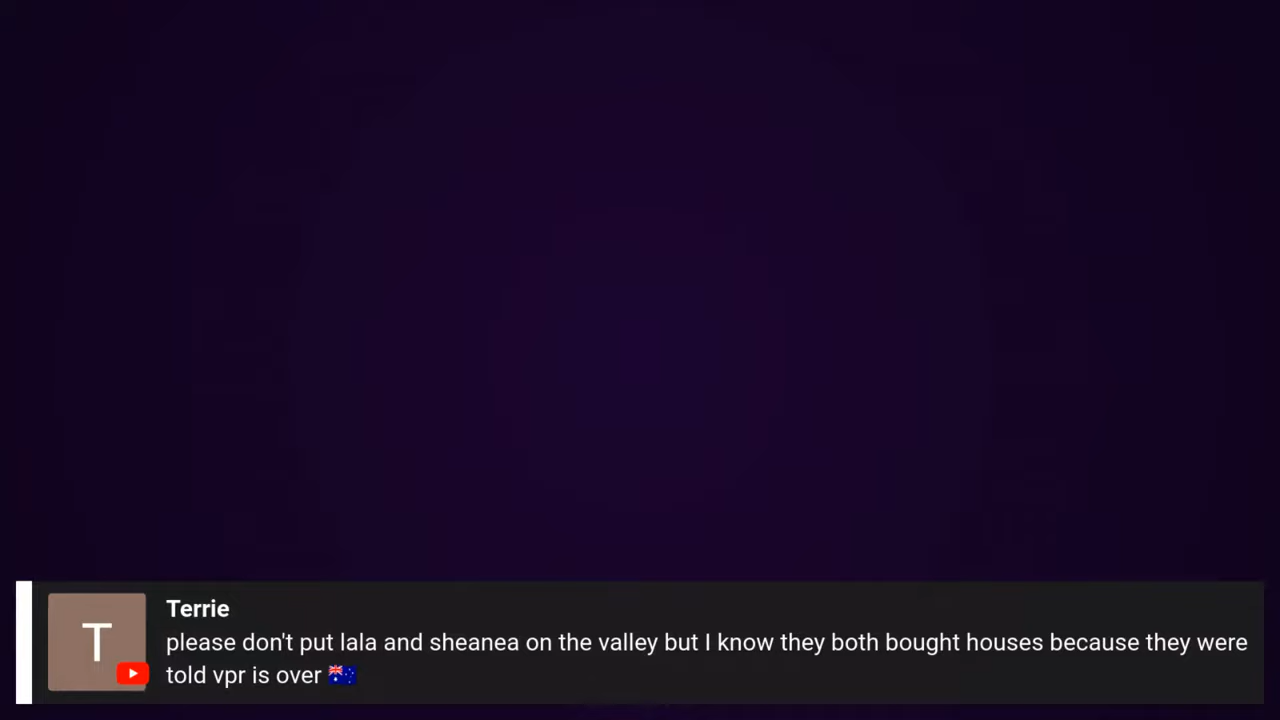 T
Terrie
please don't put lala and sheanea on the valley but I know they both bought houses because they were
told vpr is over 🇦🇺